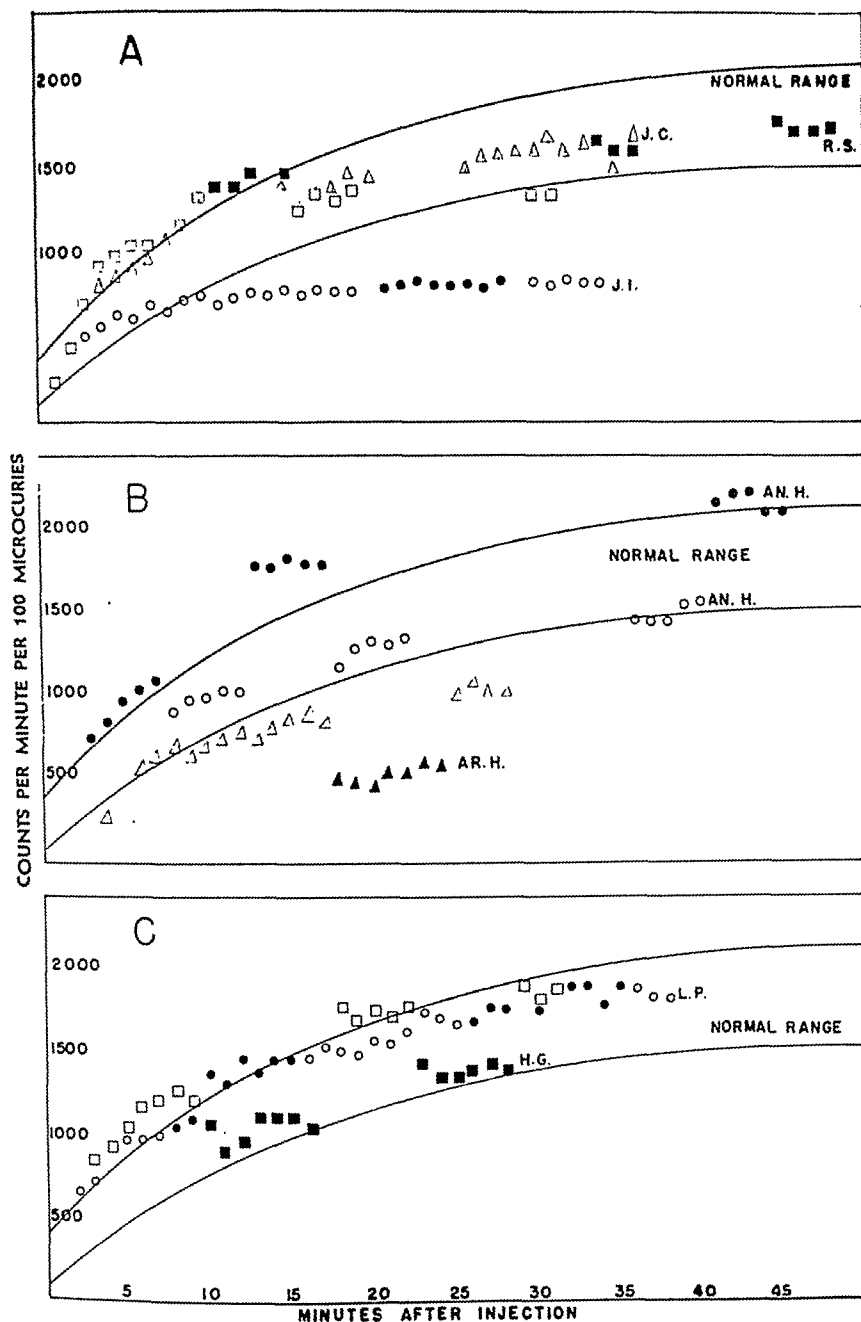 A
2000
NORMAL RANGE
J.C.
R.S.
1500
1000
J.I.
COUNTS PER MINUTE PER 100 MICROCURIES
B
2000
AN. H.
NORMAL RANGE
1500
AN. H.
1000
500
AR. H.
C
2000
L.P.
NORMAL RANGE
1500
H.G.
1000
500
5 10 15 20 25 30 35 40 45
MINUTES AFTER INJECTION